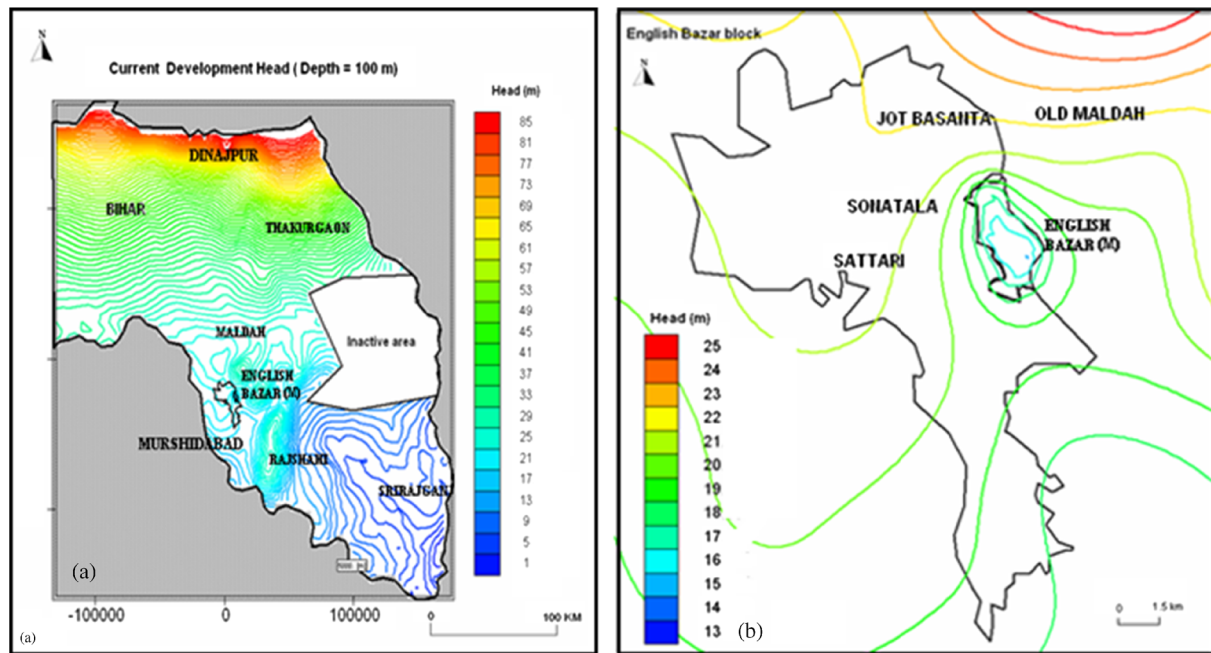 N
Current Development Head ( Depth = 100 m)
Head (m)
85
81
77
73
69
65
61
57
53
49
45
41
37
33
29
25
21
17
13
9
5
1
DINAJPUR
BIHAR
THAKURGAON
MALDAH
Inactive area
ENGLISH
BAZAR (M)
MURSHIDABAD
RAJSHAHI
SRIRAJGANJ
(a)
-100000
0
100000
0
100 KM
(a)
English Bazar block
N
JOT BASANTA
OLD MALDAH
SONATALA
ENGLISH
BAZAR (M)
SATTARI
Head (m)
25
24
23
22
21
20
19
18
17
16
15
14
13
0
1.5 km
(b)